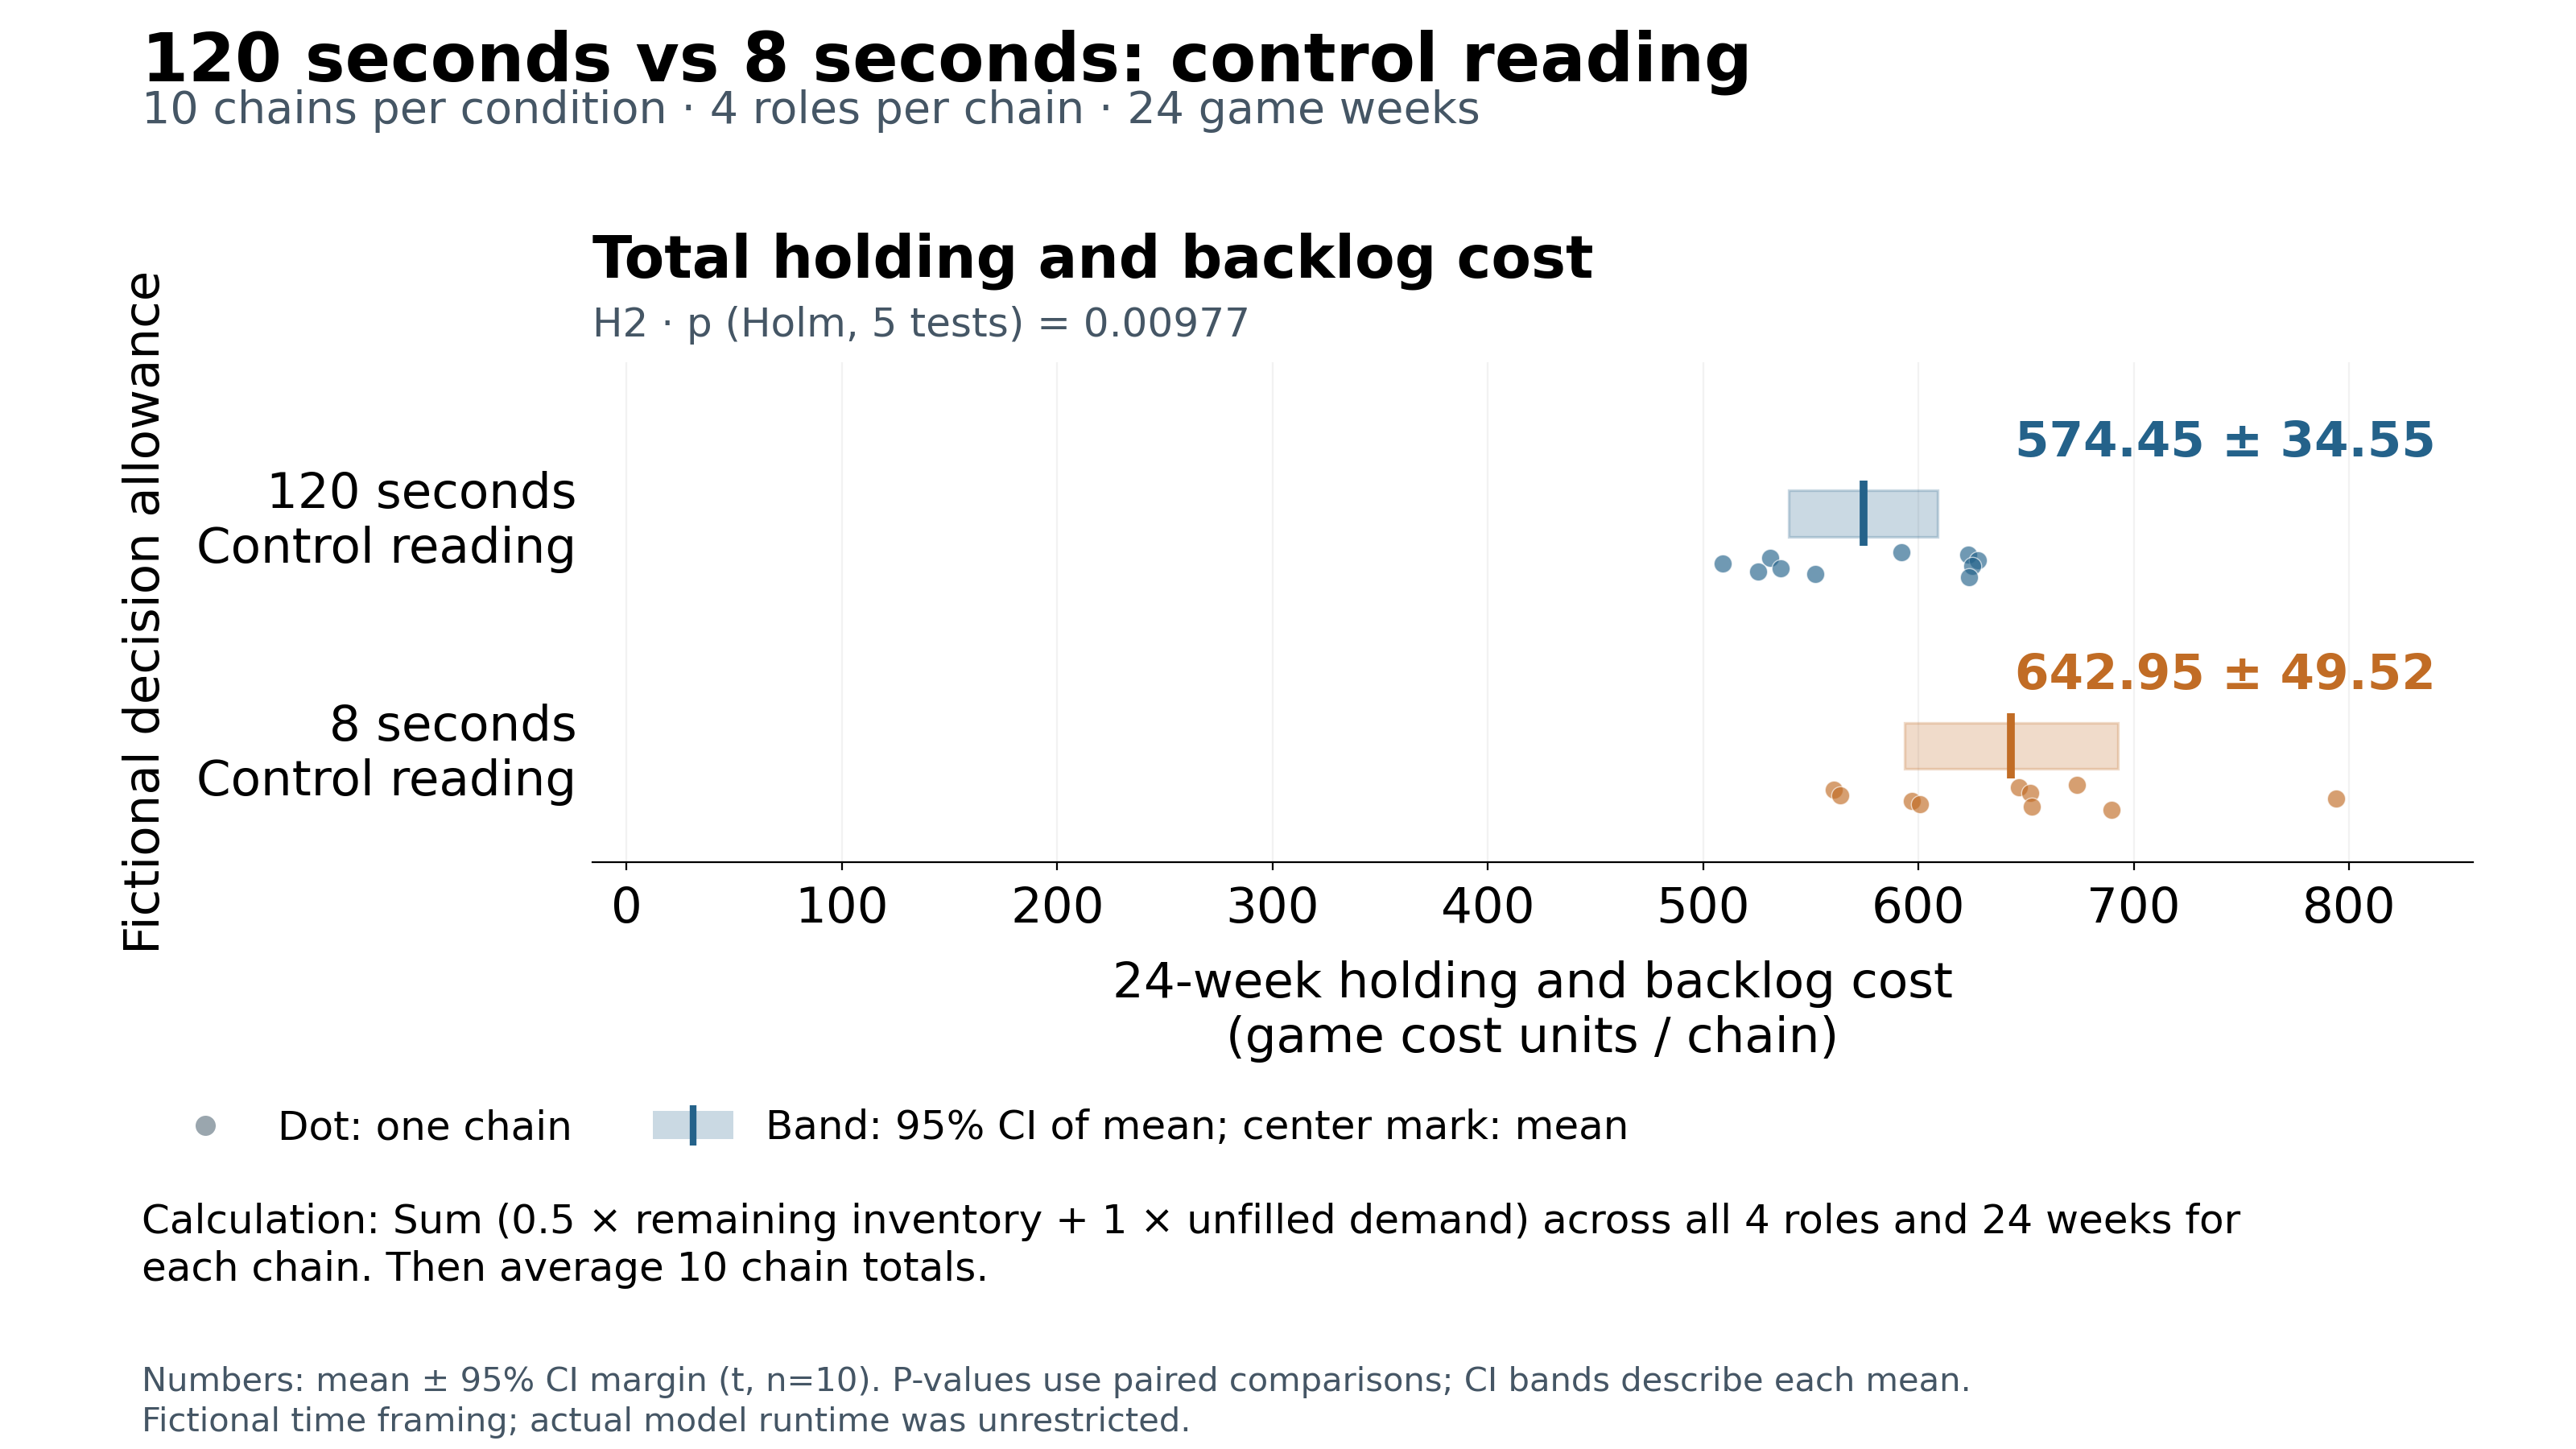 120 seconds vs 8 seconds: control reading
10 chains per condition · 4 roles per chain · 24 game weeks
Total holding and backlog cost
H2 · p (Holm, 5 tests) = 0.00977
Fictional decision allowance
574.45 ± 34.55
120 seconds
Control reading
642.95 ± 49.52
8 seconds
Control reading
0 100 200 300 400 500 600 700 800
24-week holding and backlog cost
(game cost units / chain)
Dot: one chain
Band: 95% CI of mean; center mark: mean
Calculation: Sum (0.5 × remaining inventory + 1 × unfilled demand) across all 4 roles and 24 weeks for
each chain. Then average 10 chain totals.
Numbers: mean ± 95% CI margin (t, n=10). P-values use paired comparisons; CI bands describe each mean.
Fictional time framing; actual model runtime was unrestricted.